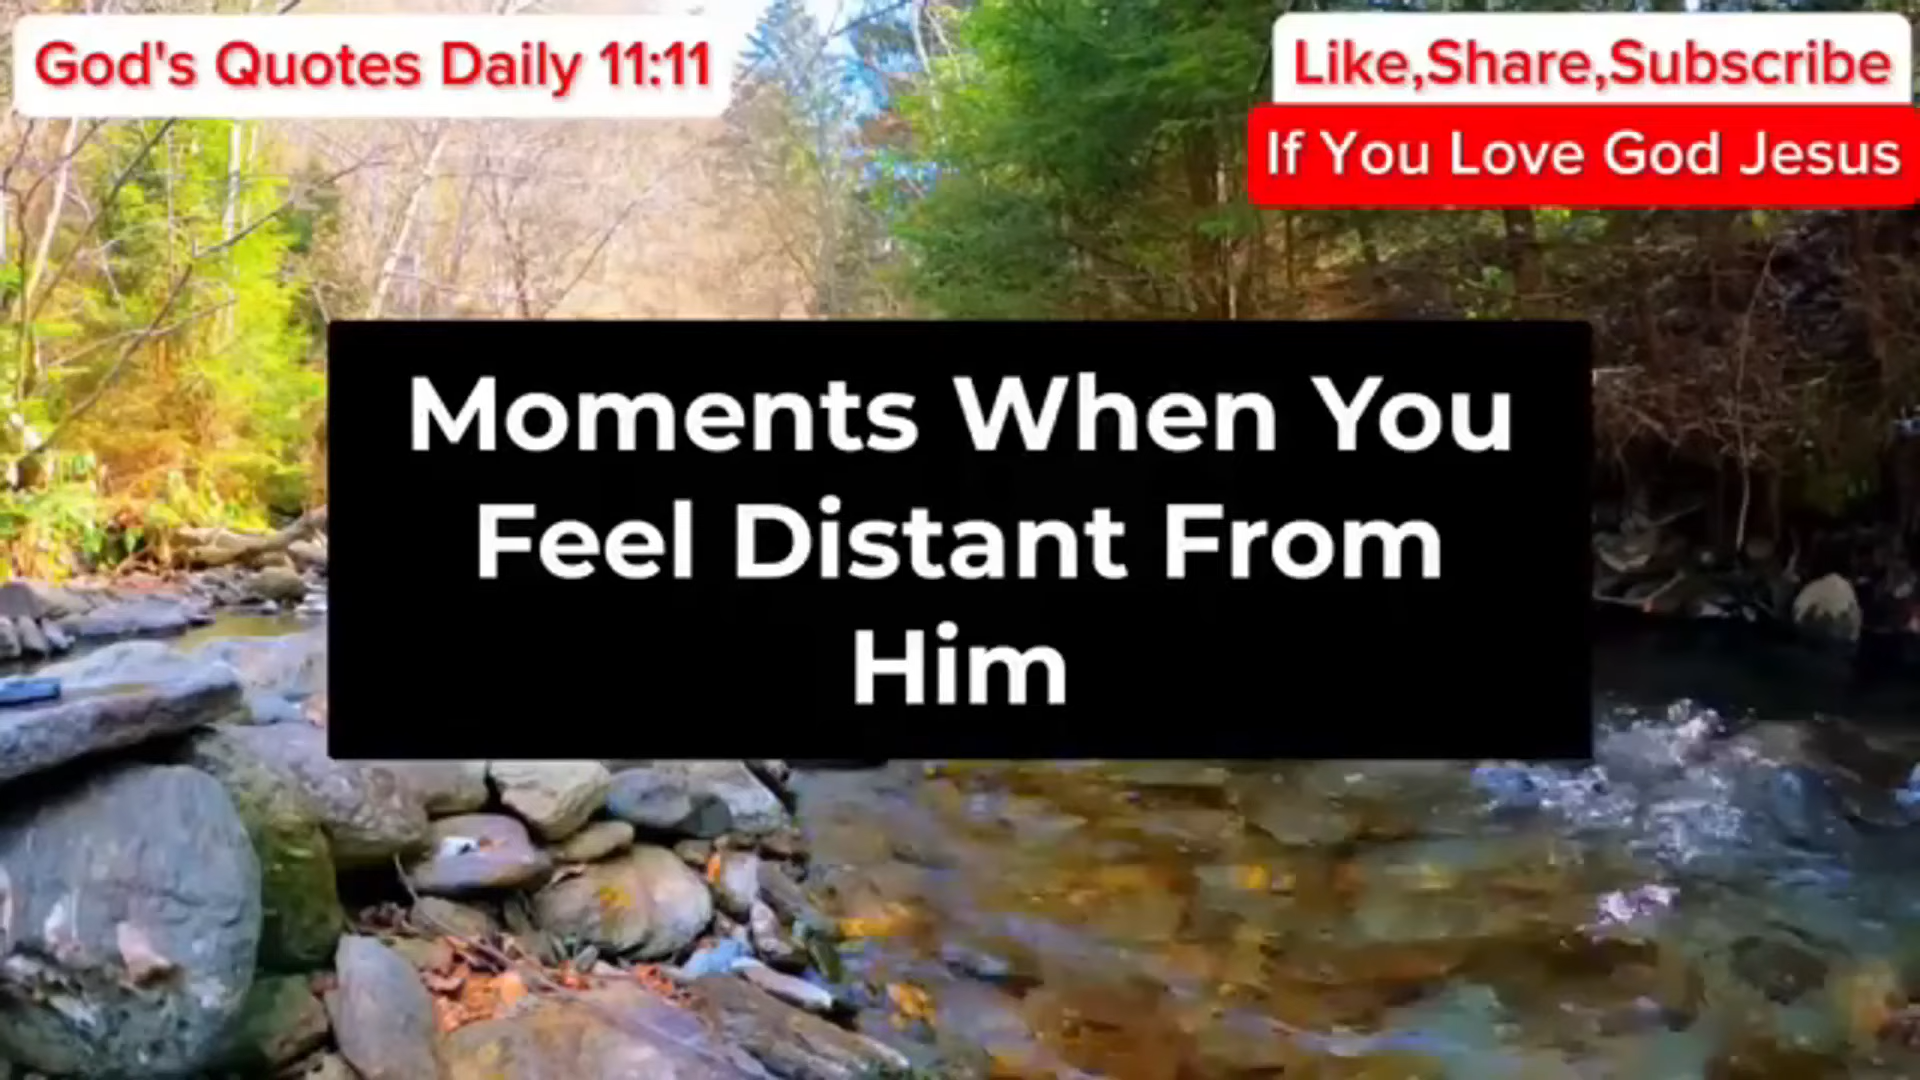 God's Quotes Daily 11:11
Like,Share,Subscribe
If You Love God Jesus
Moments When You
Feel Distant From
Him